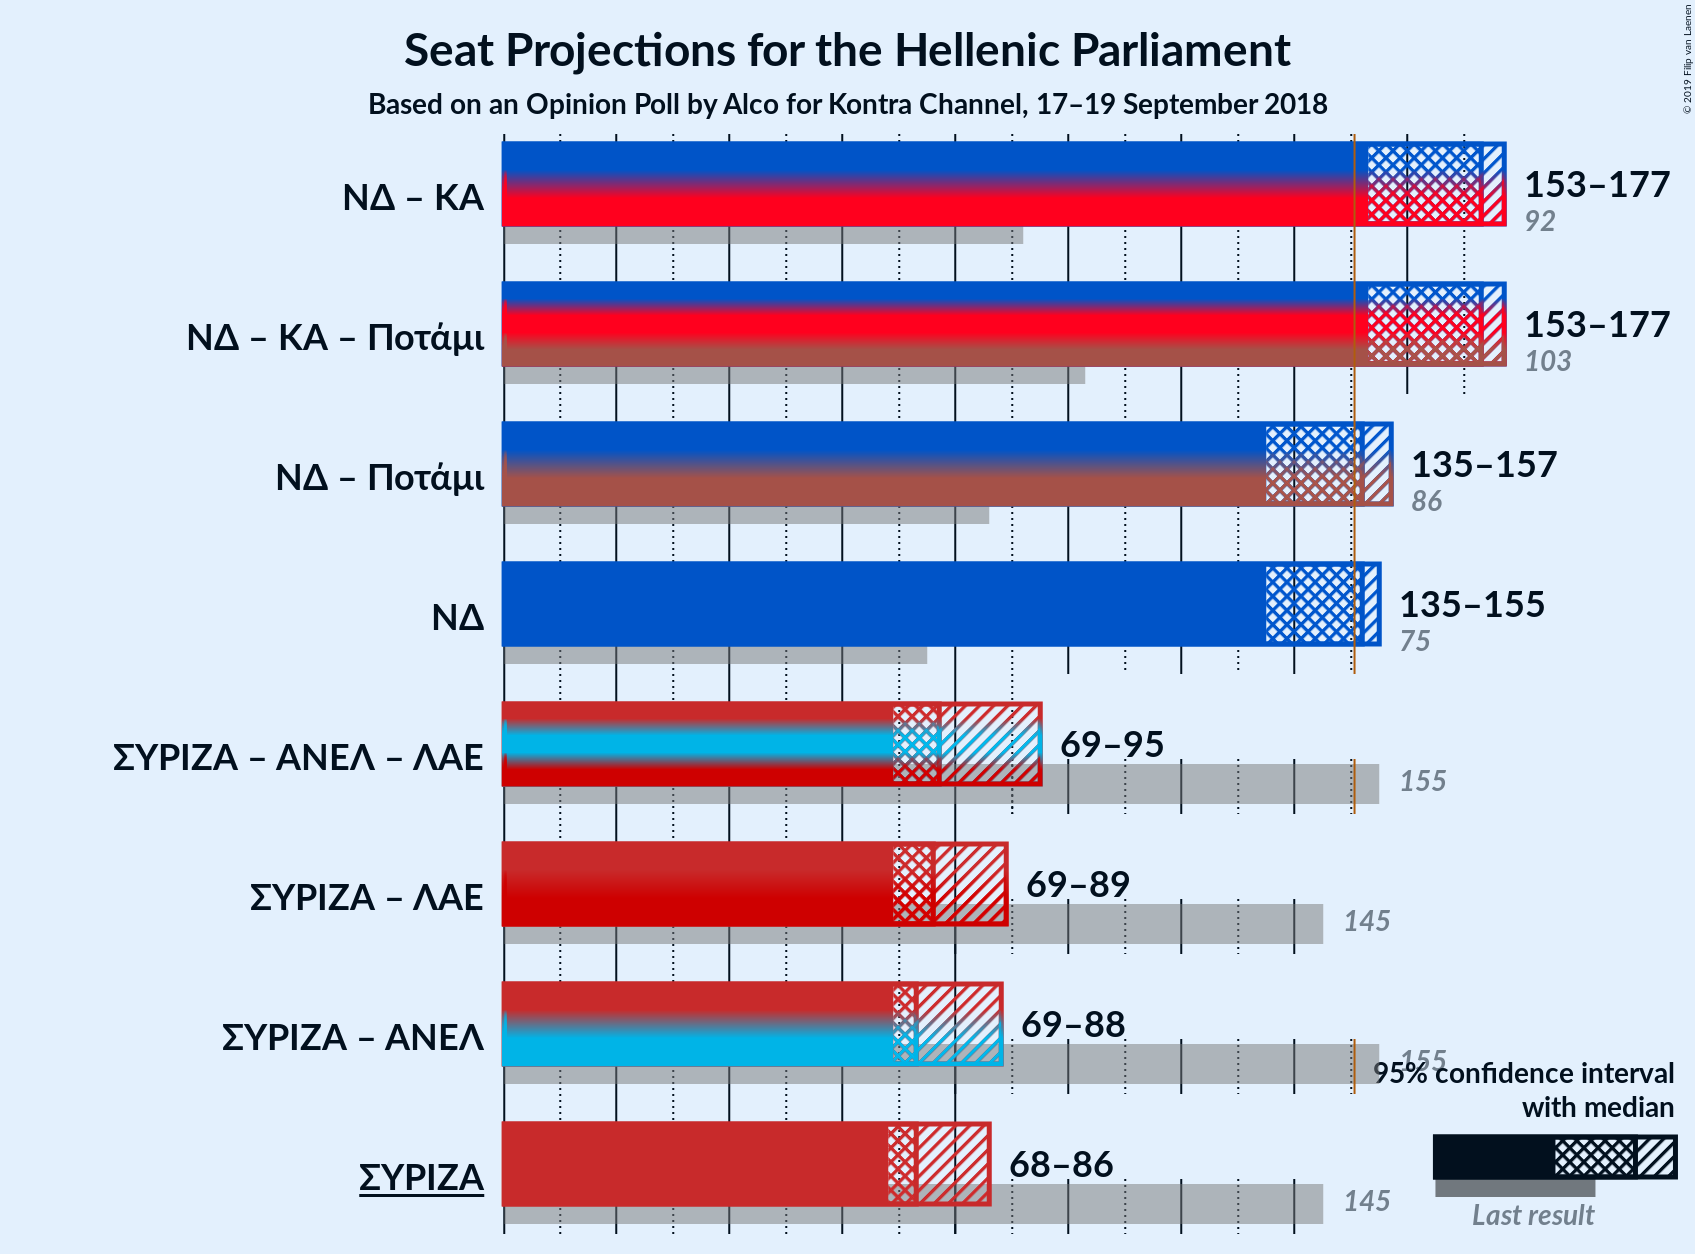 Seat Projections for the Hellenic Parliament
Based on an Opinion Poll by Alco for Kontra Channel, 17–19 September 2018
© 2019 Filip van Laenen
ΝΔ – ΚΑ
153–177
92
ΝΔ – ΚΑ – Ποτάμι
153–177
103
ΝΔ – Ποτάμι
135–157
86
ΝΔ
135–155
75
ΣΥΡΙΖΑ – ΑΝΕΛ – ΛΑΕ
69–95
155
ΣΥΡΙΖΑ – ΛΑΕ
69–89
145
ΣΥΡΙΖΑ – ΑΝΕΛ
69–88
155
95% confidence interval
with median
ΣΥΡΙΖΑ
68–86
145
Last result